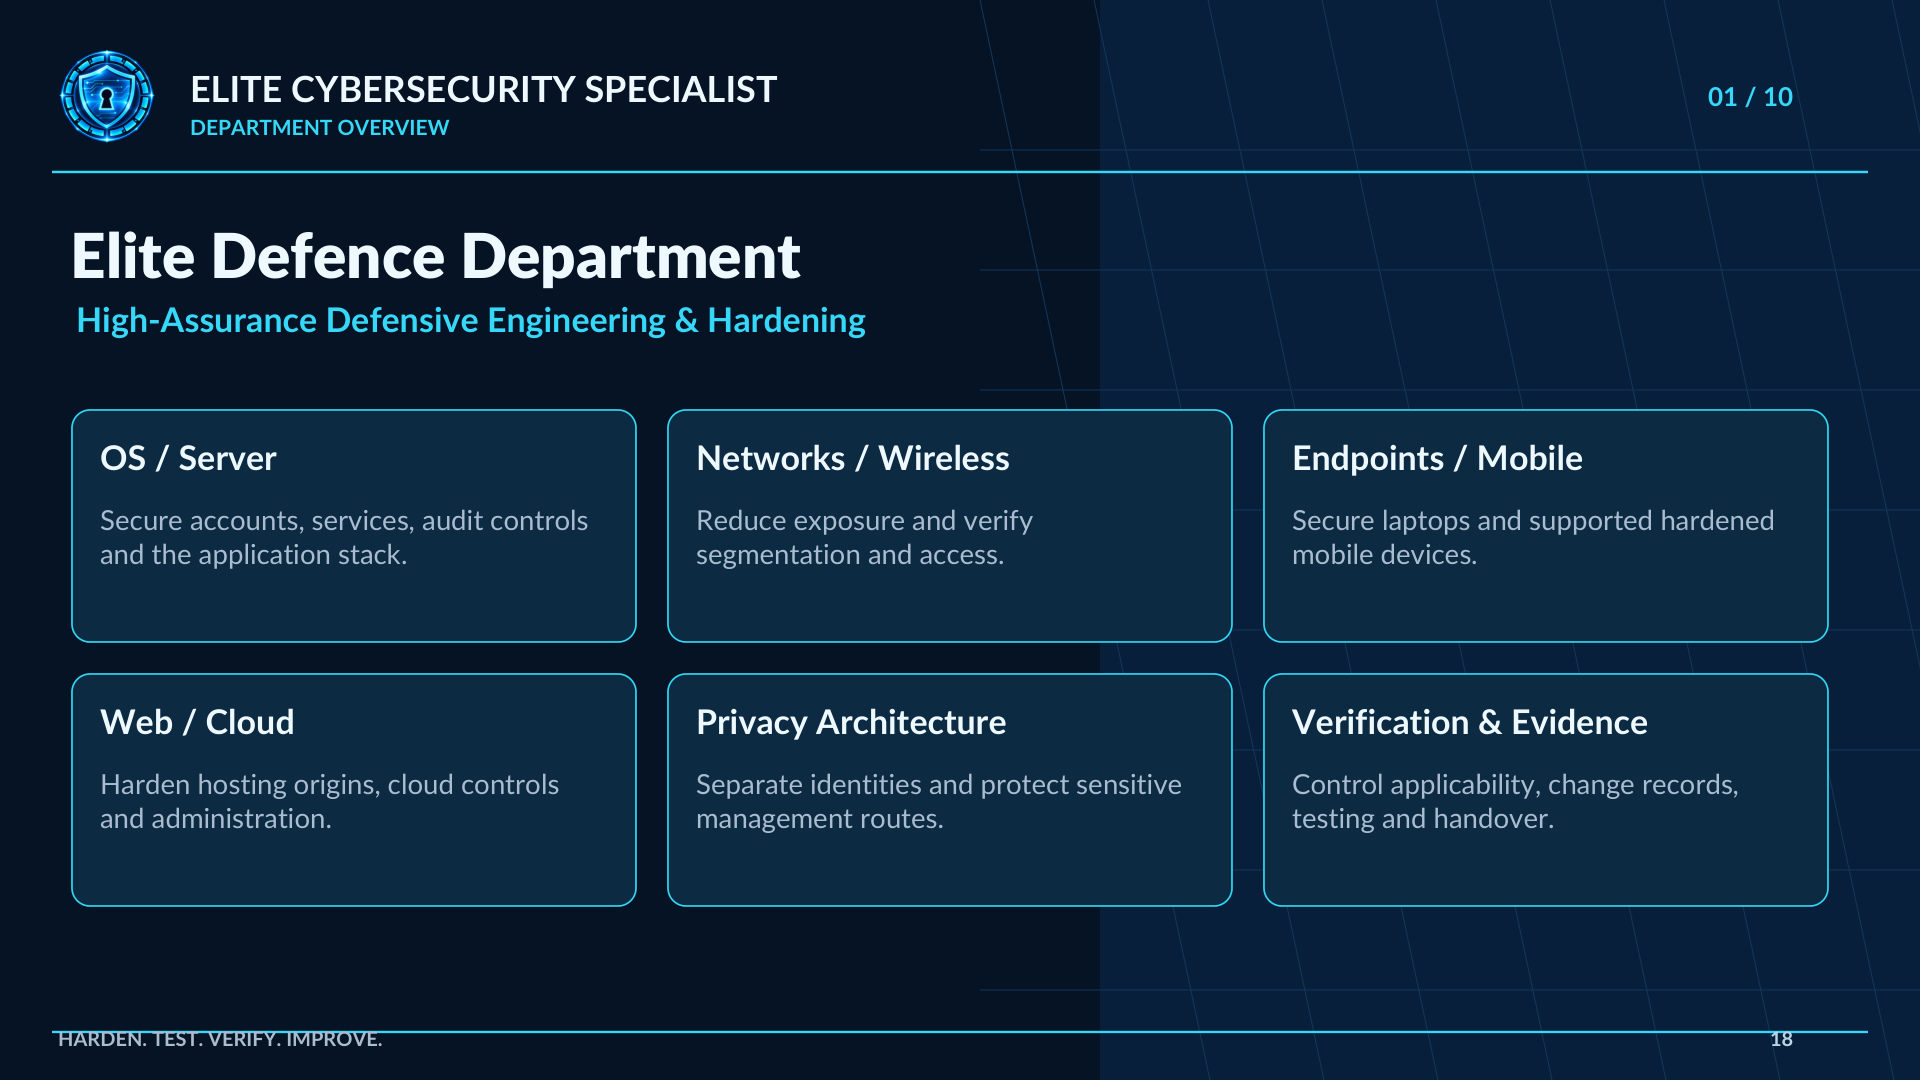 ELITE CYBERSECURITY SPECIALIST
DEPARTMENT OVERVIEW
01 / 10
Elite Defence Department
High-Assurance Defensive Engineering & Hardening
OS / Server
Secure accounts, services, audit controls
and the application stack.
Networks / Wireless
Reduce exposure and verify
segmentation and access.
Endpoints / Mobile
Secure laptops and supported hardened
mobile devices.
Web / Cloud
Harden hosting origins, cloud controls
and administration.
Privacy Architecture
Separate identities and protect sensitive
management routes.
Verification & Evidence
Control applicability, change records,
testing and handover.
HARDEN. TEST. VERIFY. IMPROVE.
18